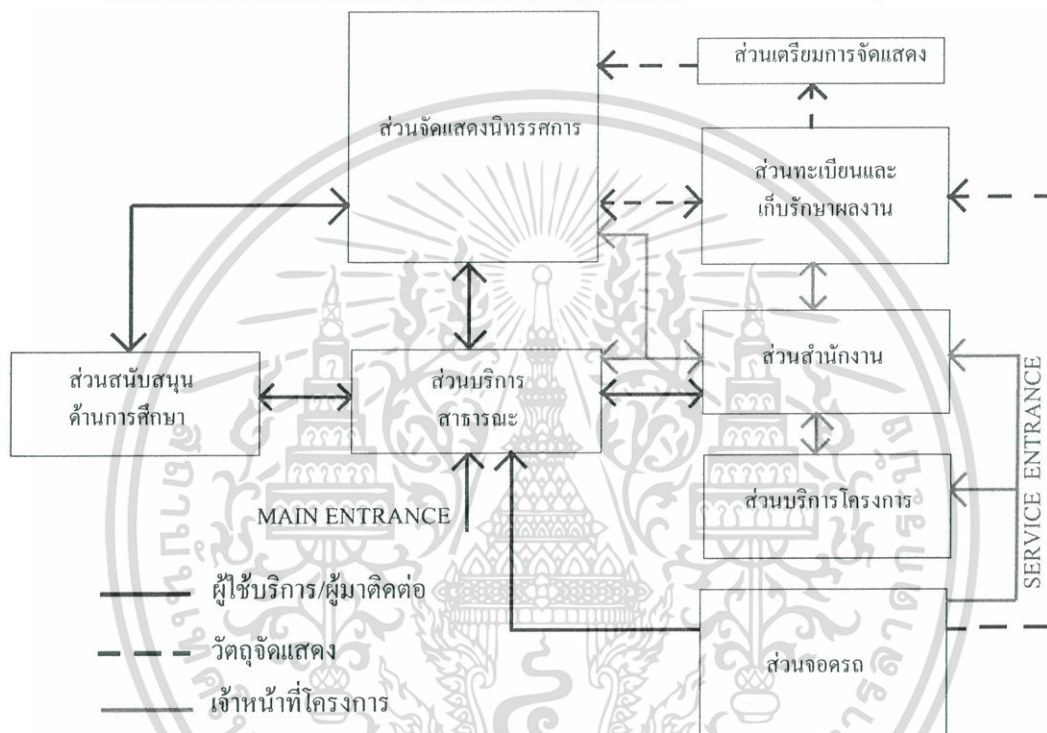 ส่วนเตรียมการจัดแสดง
ส่วนจัดแสดงนิทรรศการ
ส่วนทะเบียนและ
เก็บรักษาผลงาน
ส่วนสนับสนุน
ด้านการศึกษา
ส่วนบริการ
สาธารณะ
ส่วนสำนักงาน
ส่วนบริการโครงการ
MAIN ENTRANCE
SERVICE ENTRANCE
ส่วนจอดรถ
ผู้ใช้บริการ/ผู้มาติดต่อ
วัตถุจัดแสดง
เจ้าหน้าที่โครงการ